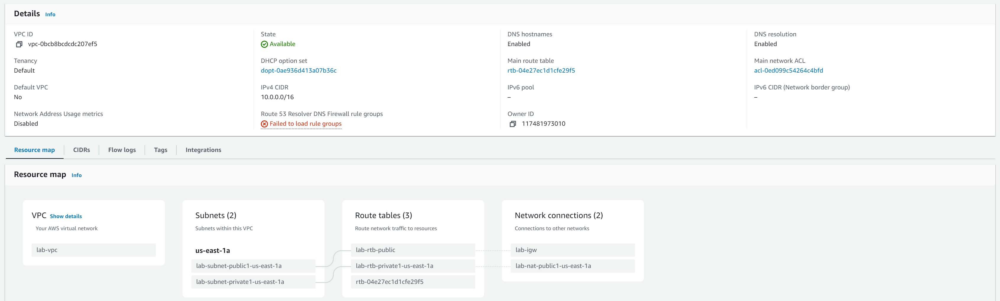 Details Info
VPC ID
vpc-0bcb8bcdcdc207ef5
State
Available
DNS hostnames
Enabled
DNS resolution
Enabled
Tenancy
Default
DHCP option set
dopt-0ae936d413a07b36c
Main route table
rtb-04e27ec1d1cfe29f5
Main network ACL
acl-0ed099c54264c4bfd
Default VPC
No
IPv4 CIDR
10.0.0.0/16
IPv6 pool
–
IPv6 CIDR (Network border group)
–
Network Address Usage metrics
Disabled
Route 53 Resolver DNS Firewall rule groups
Failed to load rule groups
Owner ID
117481973010
Resource map CIDRs Flow logs Tags Integrations
Resource map Info
VPC Show details
Your AWS virtual network
lab-vpc
Subnets (2)
Subnets within this VPC
us-east-1a
lab-subnet-public1-us-east-1a
lab-subnet-private1-us-east-1a
Route tables (3)
Route network traffic to resources
lab-rtb-public
lab-rtb-private1-us-east-1a
rtb-04e27ec1d1cfe29f5
Network connections (2)
Connections to other networks
lab-igw
lab-nat-public1-us-east-1a